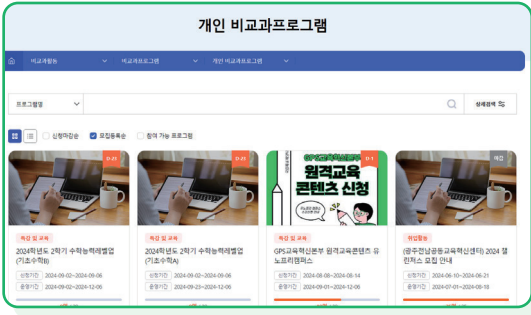 개인 비교과프로그램
비교과활동
비교과프로그램
개인 비교과프로그램
프로그램명
상세검색
신청마감순
모집등록순
참여 가능 프로그램
D-23
D-23
GPS교육혁신본부
원격교육
콘텐츠 신청
D-1
마감
특강 및 교육
2024학년도 2학기 수학능력레벨업
(기초수학B)
신청기간 2024-09-02~2024-09-06
운영기간 2024-09-02~2024-12-06
특강 및 교육
2024학년도 2학기 수학능력레벨업
(기초수학A)
신청기간 2024-09-02~2024-09-06
운영기간 2024-09-23~2024-12-06
특강 및 교육
GPS교육혁신본부 원격교육콘텐츠 유
노프리캠퍼스
신청기간 2024-08-08~2024-08-14
운영기간 2024-09-01~2024-12-06
취업활동
(광주전남공동교육혁신센터) 2024 챌
린저스 모집 안내
신청기간 2024-06-10~2024-06-21
운영기간 2024-07-01~2024-08-18